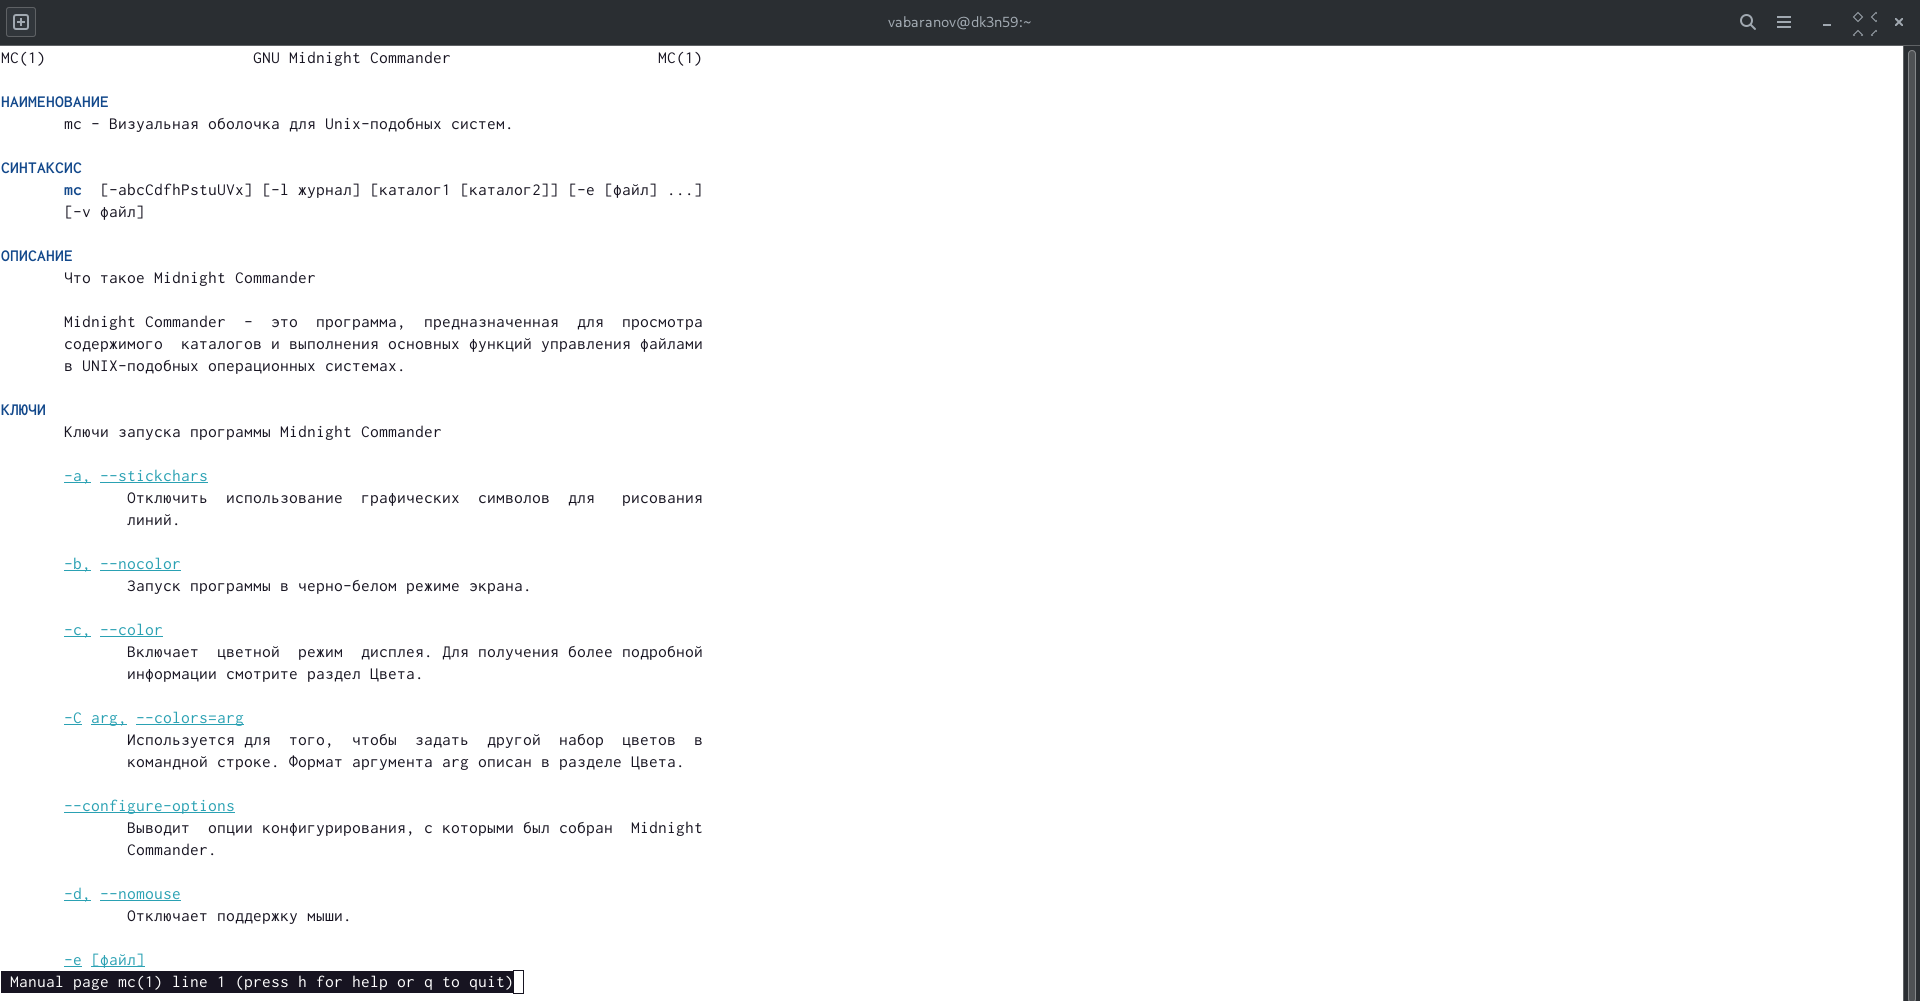 vabaranov@dk3n59:~
MC(1)                       GNU Midnight Commander                       MC(1)
НАИМЕНОВАНИЕ
mc - Визуальная оболочка для Unix-подобных систем.
СИНТАКСИС
mc  [-abcCdfhPstuUVx] [-l журнал] [каталог1 [каталог2]] [-e [файл] ...]
[-v файл]
ОПИСАНИЕ
Что такое Midnight Commander
Midnight Commander  -  это  программа,  предназначенная  для  просмотра
содержимого  каталогов и выполнения основных функций управления файлами
в UNIX-подобных операционных системах.
КЛЮЧИ
Ключи запуска программы Midnight Commander
-a, --stickchars
Отключить  использование  графических  символов  для   рисования
линий.
-b, --nocolor
Запуск программы в черно-белом режиме экрана.
-c, --color
Включает  цветной  режим  дисплея. Для получения более подробной
информации смотрите раздел Цвета.
-C arg, --colors=arg
Используется для  того,  чтобы  задать  другой  набор  цветов  в
командной строке. Формат аргумента arg описан в разделе Цвета.
--configure-options
Выводит  опции конфигурирования, с которыми был собран  Midnight
Commander.
-d, --nomouse
Отключает поддержку мыши.
-e [файл]
Manual page mc(1) line 1 (press h for help or q to quit)